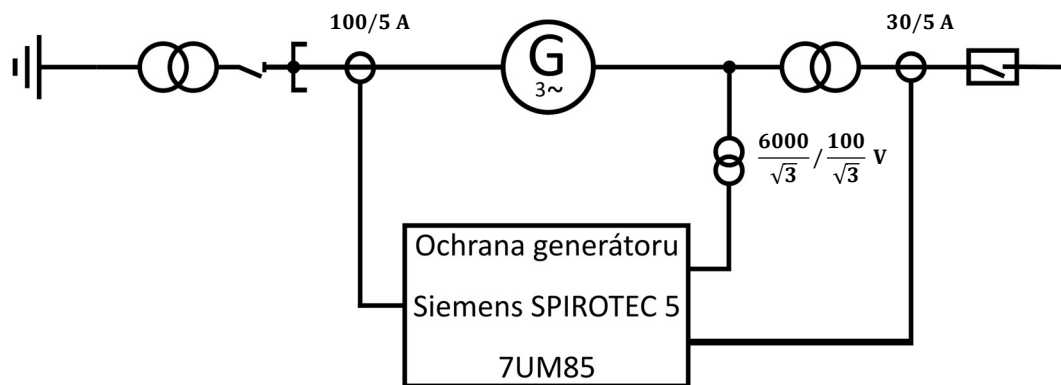 100/5 A
30/5 A
G
3~
6000/√3 / 100/√3 V
Ochrana generátoru
Siemens SPIROTEC 5
7UM85